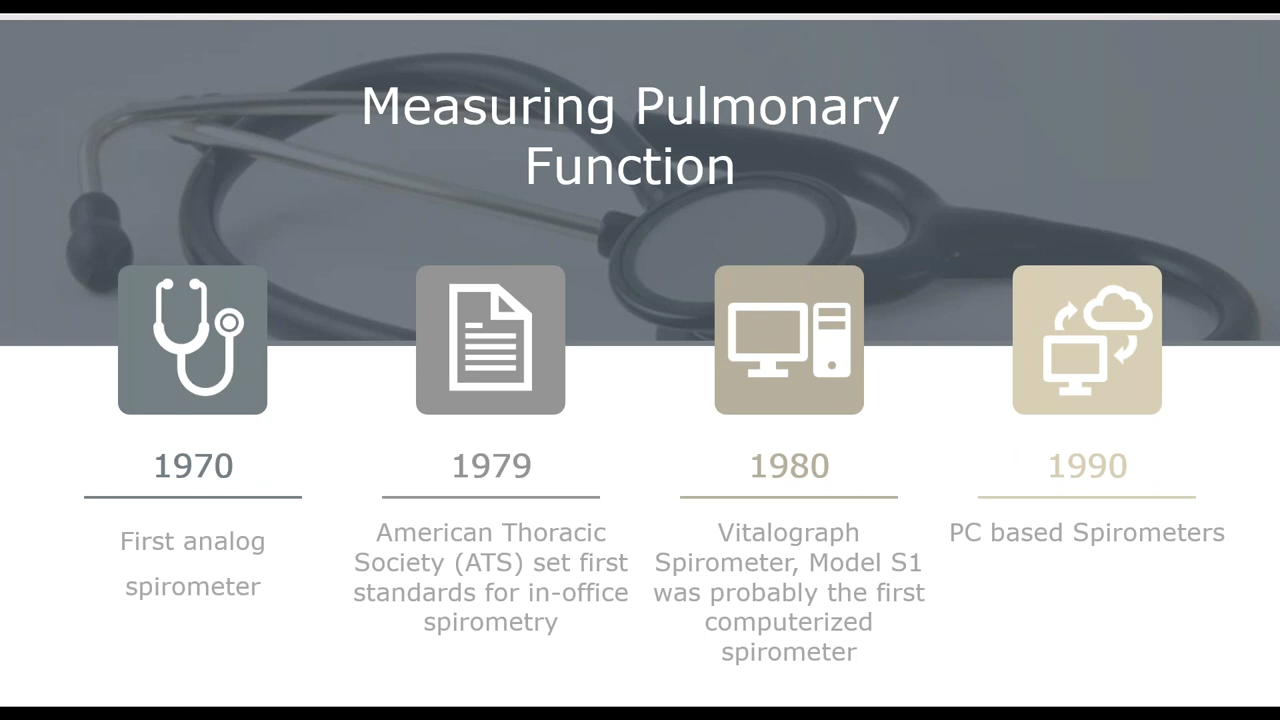 Measuring Pulmonary
Function
1970
First analog
spirometer
1979
American Thoracic
Society (ATS) set first
standards for in-office
spirometry
1980
Vitalograph
Spirometer, Model S1
was probably the first
computerized
spirometer
1990
PC based Spirometers